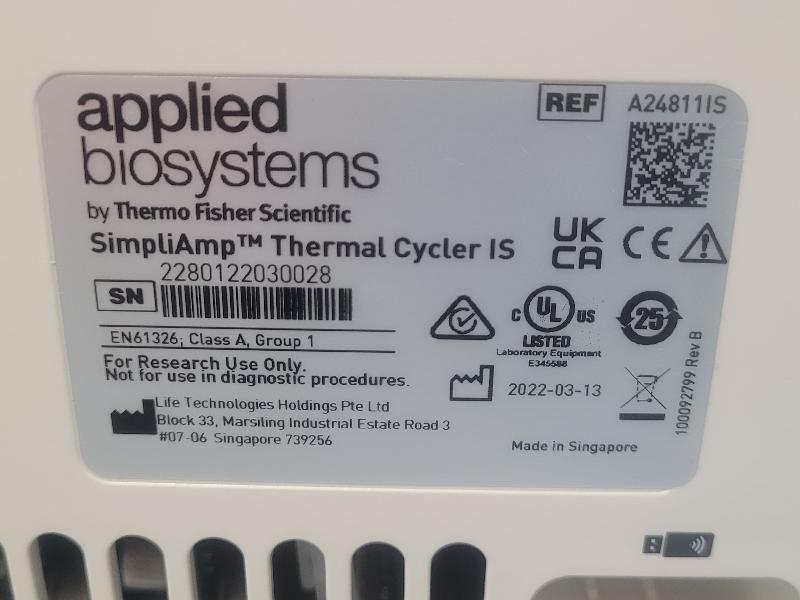 applied
biosystems
by Thermo Fisher Scientific
SimpliAmp™ Thermal Cycler IS
REF A24811IS
SN 2280122030028
UK
CA
CE
EN61326; Class A, Group 1
For Research Use Only.
Not for use in diagnostic procedures.
Life Technologies Holdings Pte Ltd
Block 33, Marsiling Industrial Estate Road 3
#07-06 Singapore 739256
C UL US
LISTED
Laboratory Equipment
E345588
25
2022-03-13
Made in Singapore
100092799 Rev B